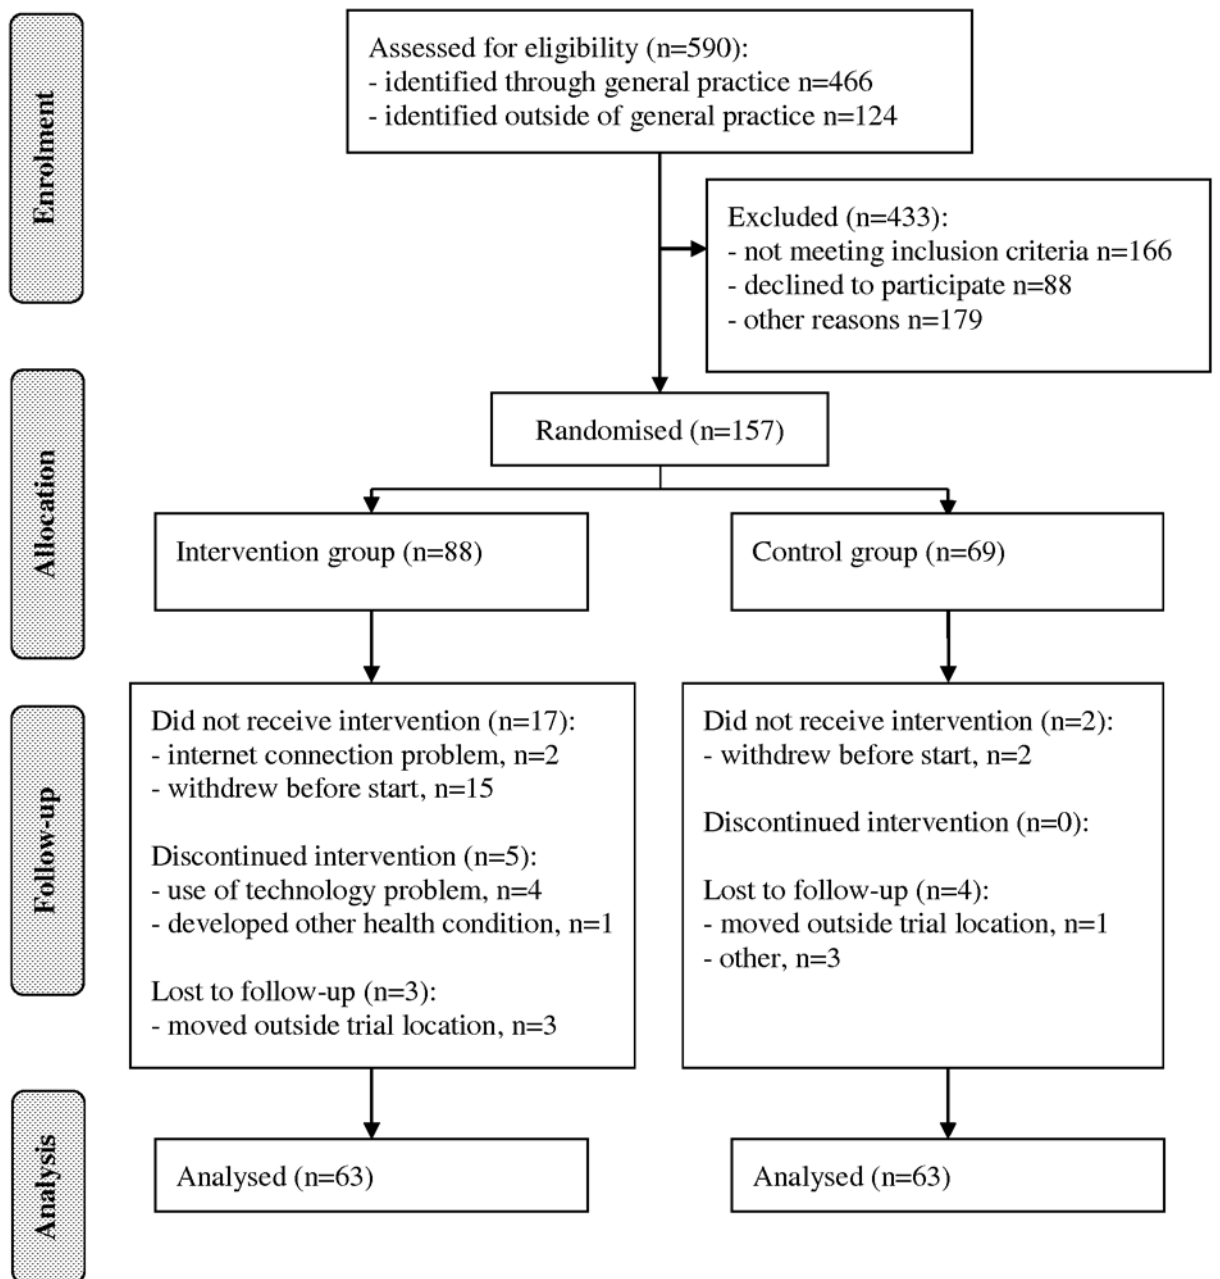 Enrolment
Assessed for eligibility (n=590):
- identified through general practice n=466
- identified outside of general practice n=124
Excluded (n=433):
- not meeting inclusion criteria n=166
- declined to participate n=88
- other reasons n=179
Allocation
Randomised (n=157)
Intervention group (n=88)
Control group (n=69)
Follow-up
Did not receive intervention (n=17):
- internet connection problem, n=2
- withdrew before start, n=15
Discontinued intervention (n=5):
- use of technology problem, n=4
- developed other health condition, n=1
Lost to follow-up (n=3):
- moved outside trial location, n=3
Did not receive intervention (n=2):
- withdrew before start, n=2
Discontinued intervention (n=0):
Lost to follow-up (n=4):
- moved outside trial location, n=1
- other, n=3
Analysis
Analysed (n=63)
Analysed (n=63)